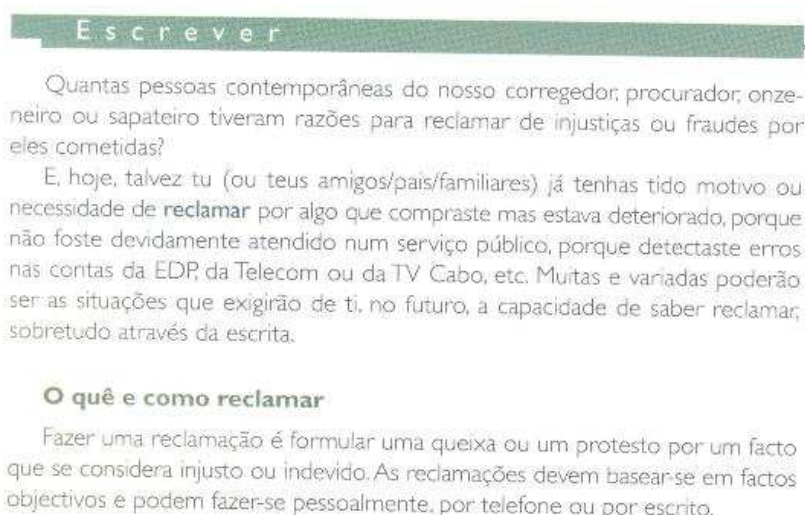 Escrever
Quantas pessoas contemporâneas do nosso corregedor, procurador, onze-
neiro ou sapateiro tiveram razões para reclamar de injustiças ou fraudes por
eles cometidas?
E, hoje, talvez tu (ou teus amigos/pais/familiares) já tenhas tido motivo ou
necessidade de reclamar por algo que compraste mas estava deteriorado, porque
não foste devidamente atendido num serviço público, porque detectaste erros
nas contas da EDP, da Telecom ou da TV Cabo, etc. Muitas e variadas poderão
ser as situações que exigirão de ti, no futuro, a capacidade de saber reclamar,
sobretudo através da escrita.
O quê e como reclamar
Fazer uma reclamação é formular uma queixa ou um protesto por um facto
que se considera injusto ou indevido. As reclamações devem basear-se em factos
objectivos e podem fazer-se pessoalmente, por telefone ou por escrito.